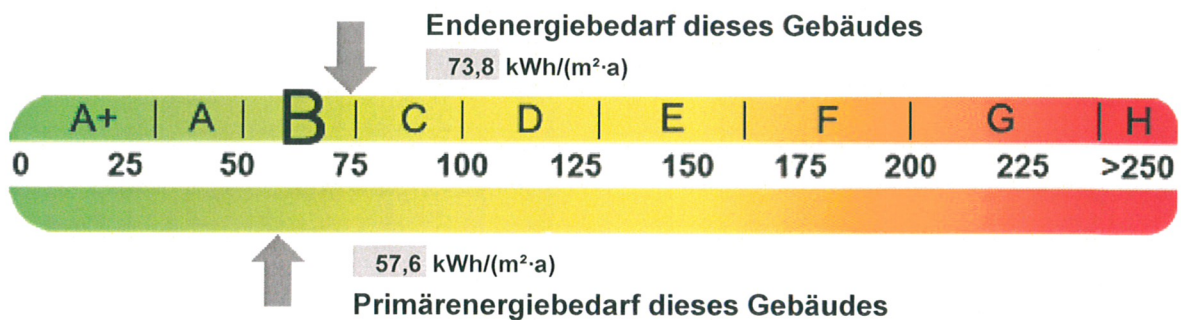 Endenergiebedarf dieses Gebäudes
73,8 kWh/(m²·a)
A+ A B C D E F G H
0 25 50 75 100 125 150 175 200 225 >250
57,6 kWh/(m²·a)
Primärenergiebedarf dieses Gebäudes